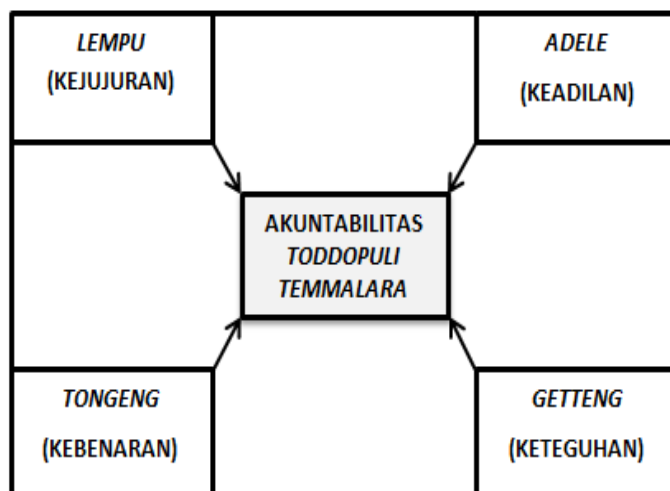 LEMPU
(KEJUJURAN)
ADELE
(KEADILAN)
AKUNTABILITAS
TODDOPULI
TEMMALARA
TONGENG
(KEBENARAN)
GETTENG
(KETEGUHAN)